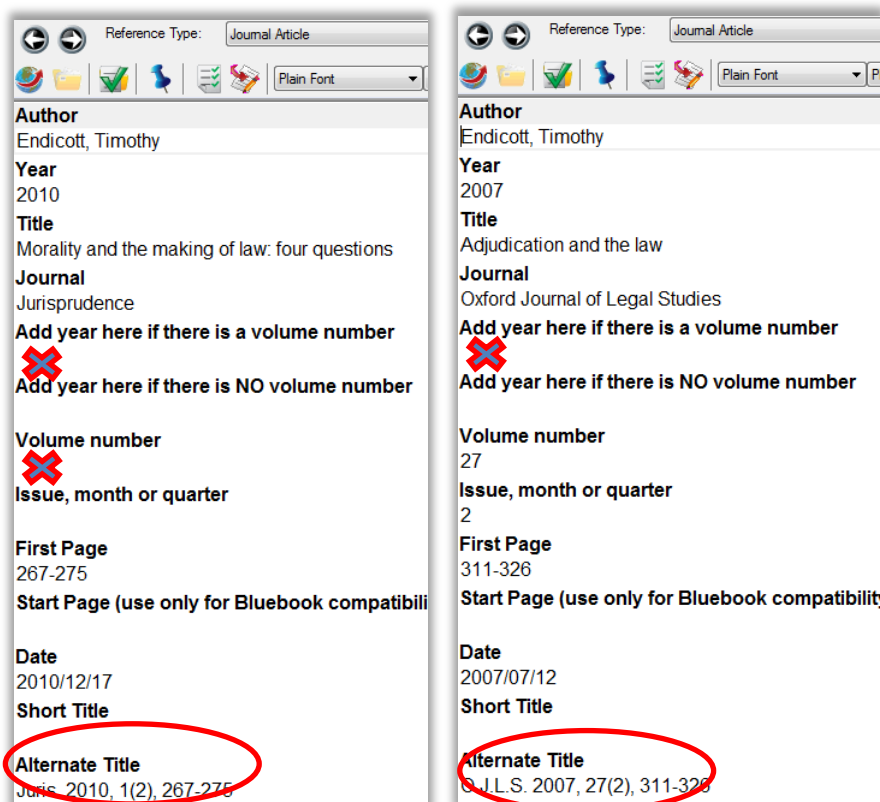 Reference Type:
Journal Article
Plain Font
Author
Endicott, Timothy
Year
2010
Title
Morality and the making of law: four questions
Journal
Jurisprudence
Add year here if there is a volume number
Add year here if there is NO volume number
Volume number
Issue, month or quarter
First Page
267-275
Start Page (use only for Bluebook compatibili
Date
2010/12/17
Short Title
Alternate Title
Juris. 2010, 1(2), 267-275
Reference Type:
Journal Article
Plain Font
P
Author
Endicott, Timothy
Year
2007
Title
Adjudication and the law
Journal
Oxford Journal of Legal Studies
Add year here if there is a volume number
Add year here if there is NO volume number
Volume number
27
Issue, month or quarter
2
First Page
311-326
Start Page (use only for Bluebook compatibility
Date
2007/07/12
Short Title
Alternate Title
O.J.L.S. 2007, 27(2), 311-326